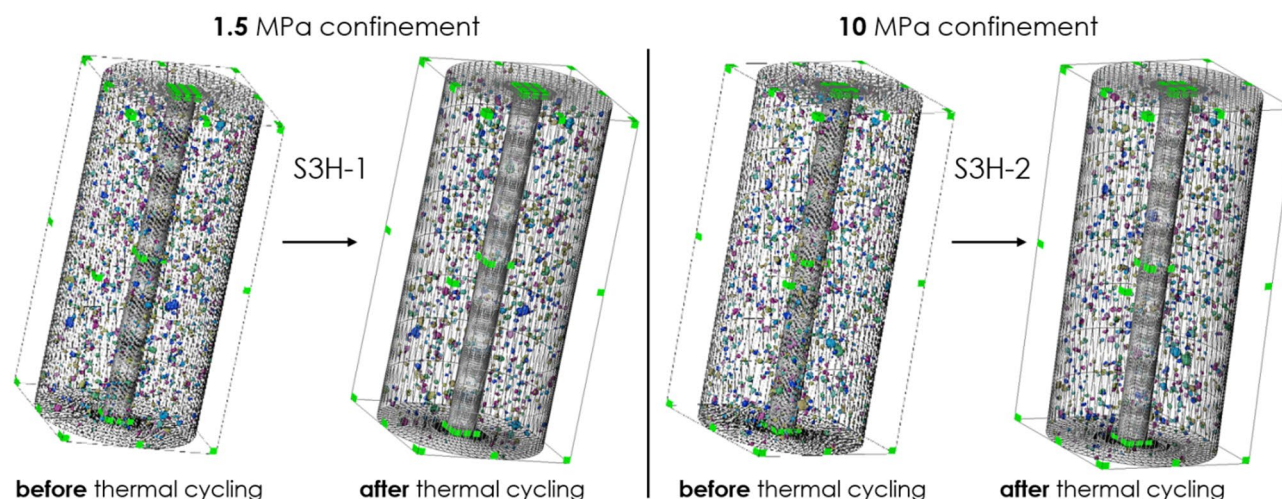 1.5 MPa confinement
10 MPa confinement
S3H-1
S3H-2
before thermal cycling
after thermal cycling
before thermal cycling
after thermal cycling